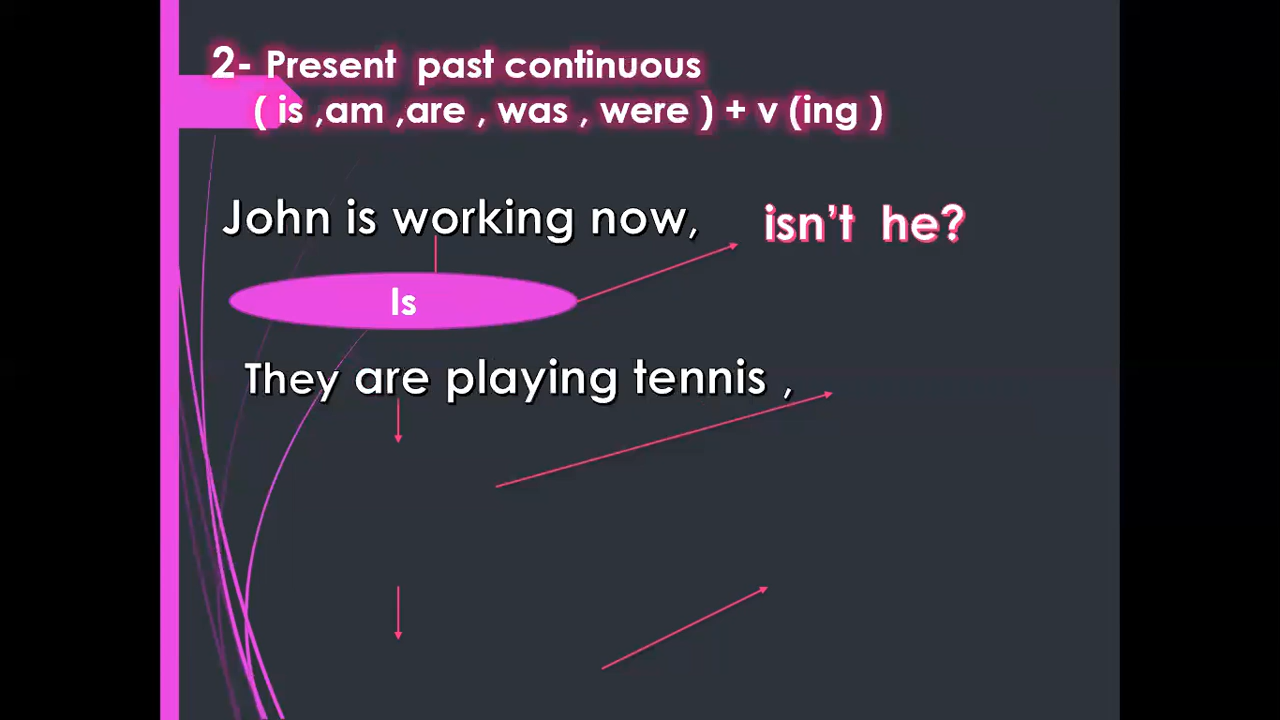 2- Present past continuous
( is ,am ,are , was , were ) + v (ing )
John is working now, isn't he?
Is
They are playing tennis ,